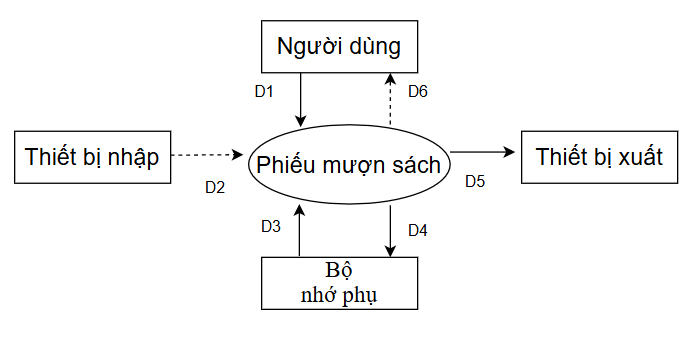 Người dùng
D1
D6
Thiết bị nhập
D2
Phiếu mượn sách
D5
Thiết bị xuất
D3
D4
Bộ
nhớ phụ